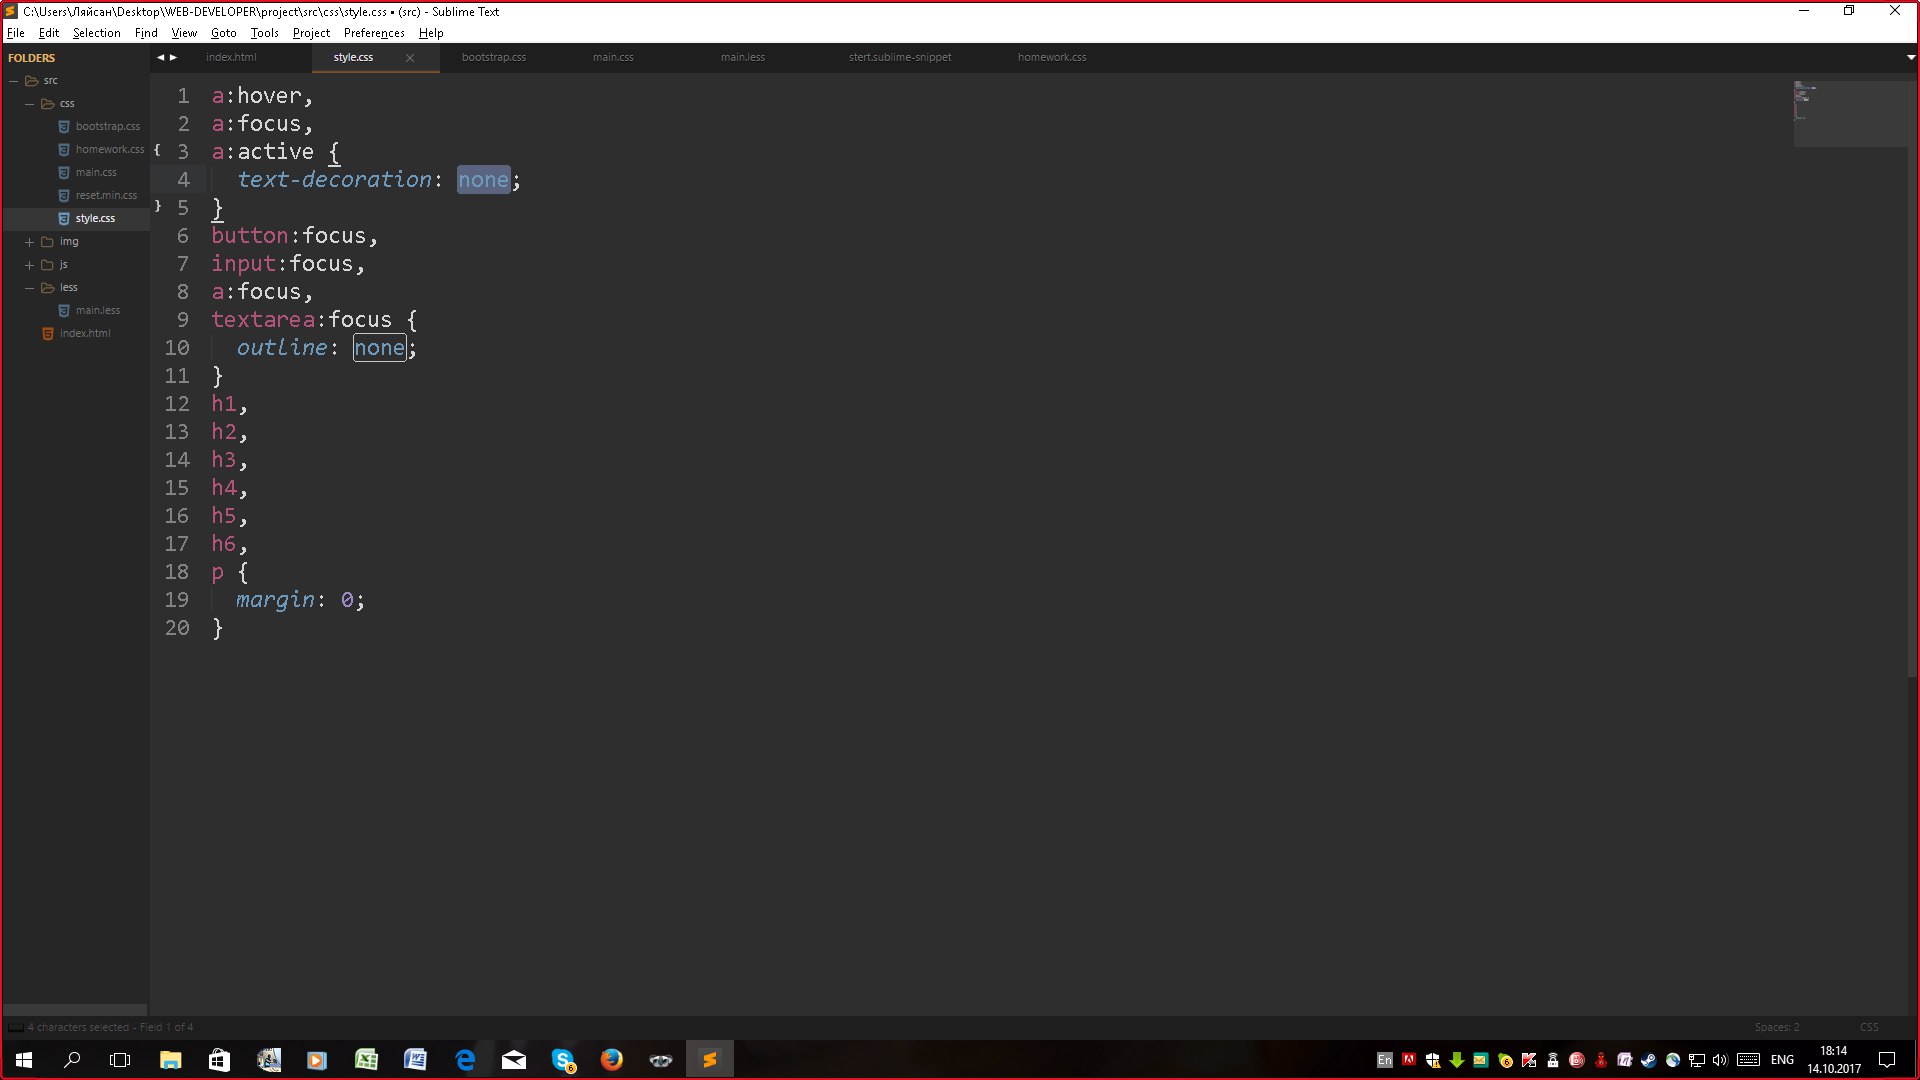 C:\Users\Ляйсан\Desktop\WEB-DEVELOPER\project\src\css\style.css • (src) - Sublime Text
File Edit Selection Find View Goto Tools Project Preferences Help
FOLDERS
src
css
bootstrap.css
homework.css
main.css
reset.min.css
style.css
img
js
less
main.less
index.html
index.html style.css bootstrap.css main.css main.less stert.sublime-snippet homework.css
1 a:hover,
2 a:focus,
{ 3 a:active {
4 text-decoration: none;
} 5 }
6 button:focus,
7 input:focus,
8 a:focus,
9 textarea:focus {
10 outline: none;
11 }
12 h1,
13 h2,
14 h3,
15 h4,
16 h5,
17 h6,
18 p {
19 margin: 0;
20 }
4 characters selected - Field 1 of 4
Spaces: 2 CSS
En ENG 18:14
14.10.2017